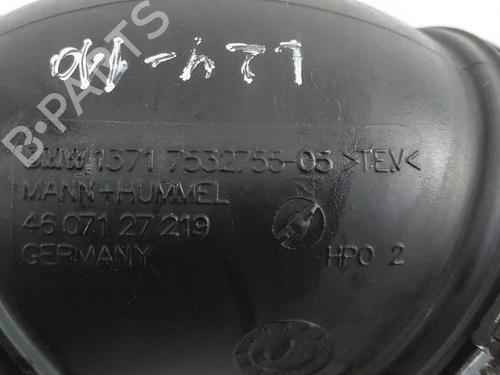 BMW 1371 7532755-05 >TEV<
MANN+HUMMEL
46 071 27 219
GERMANY
HPO 2
B-PARTS